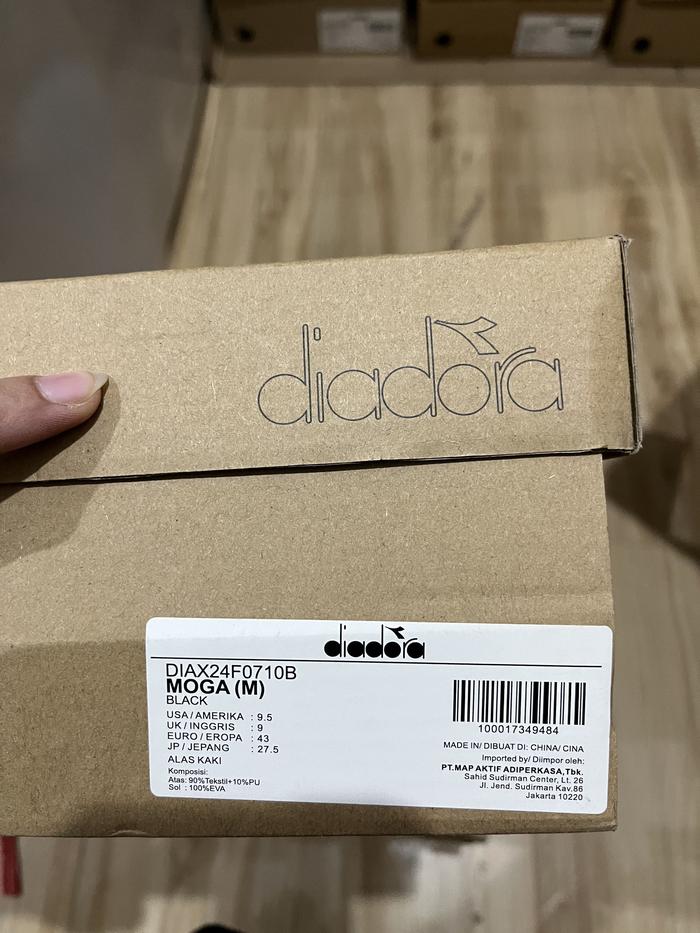 diadora
diadora
DIAX24F0710B
MOGA (M)
BLACK
USA / AMERIKA : 9.5
UK / INGGRIS : 9
EURO / EROPA : 43
JP / JEPANG : 27.5
ALAS KAKI
Komposisi:
Atas: 90%Tekstil+10%PU
Sol : 100%EVA
100017349484
MADE IN/ DIBUAT DI: CHINA/ CINA
Imported by/ Diimpor oleh:
PT.MAP AKTIF ADIPERKASA,Tbk.
Sahid Sudirman Center, Lt. 26
Jl. Jend. Sudirman Kav.86
Jakarta 10220